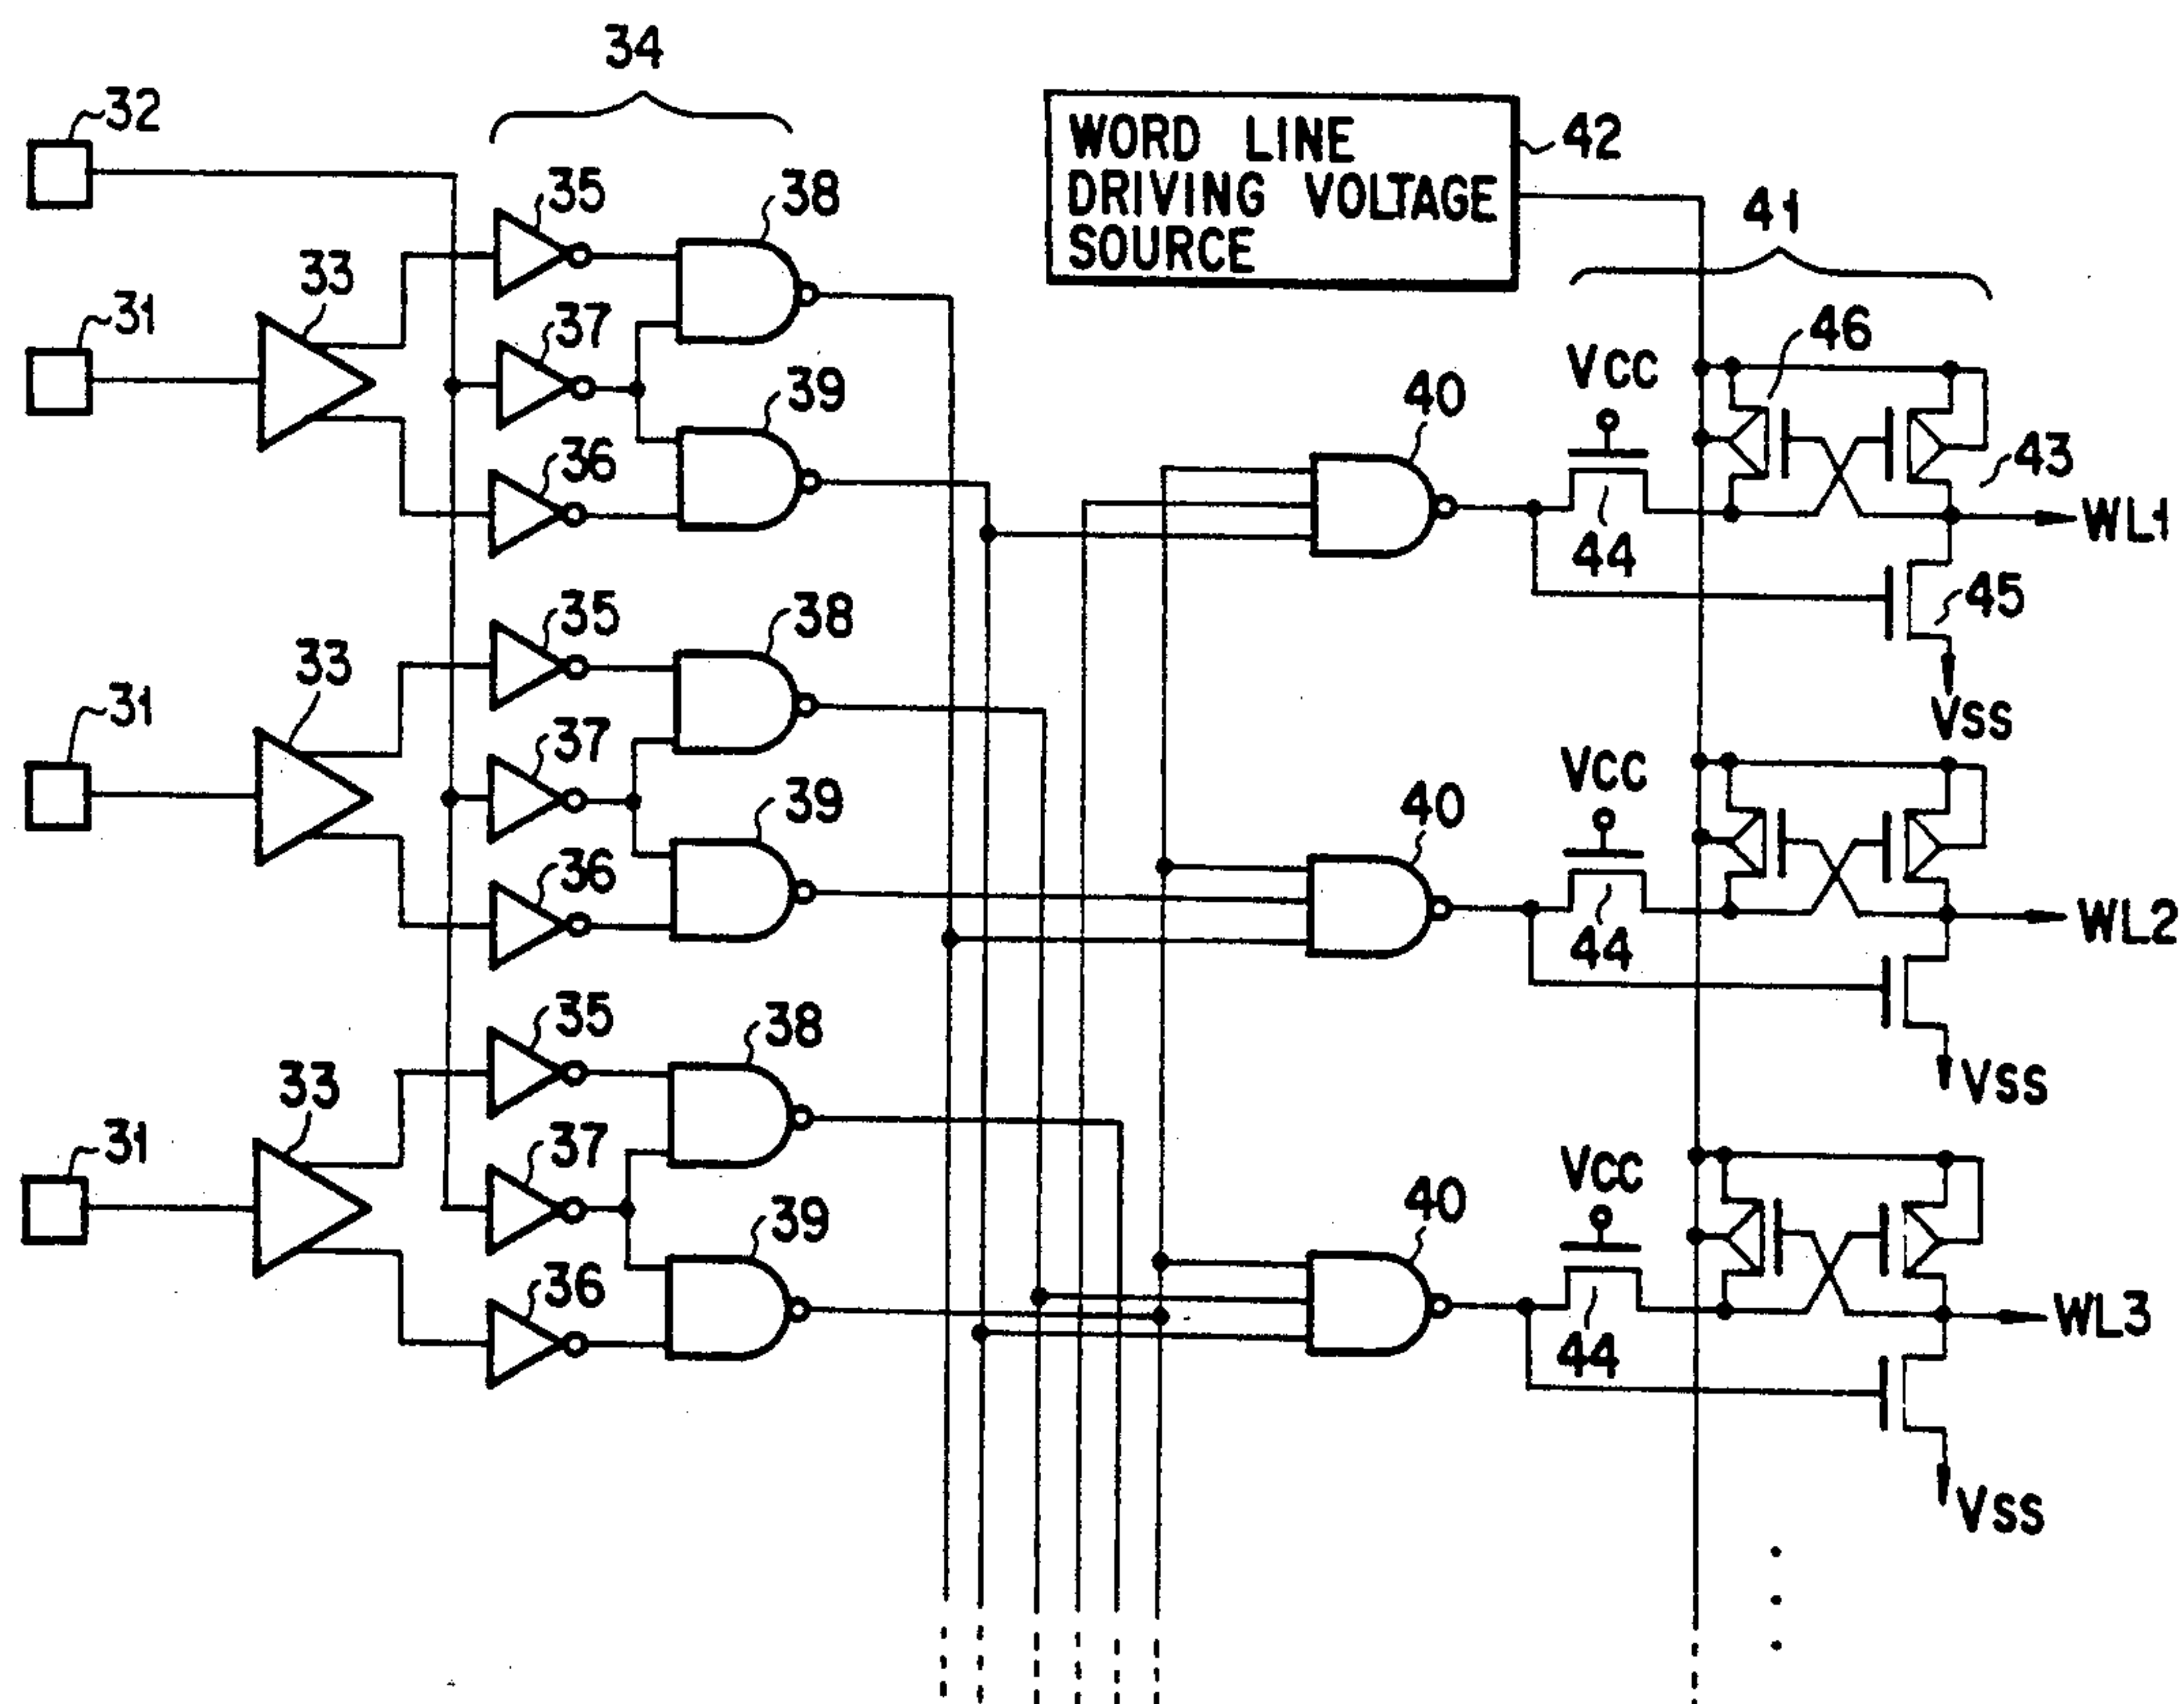 34
32
WORD LINE
DRIVING VOLTAGE
SOURCE
42
35
38
41
33
31
37
46
VCC
39
40
36
43
WL1
44
45
35
38
33
VSS
31
37
VCC
39
40
36
WL2
44
35
38
33
VSS
31
37
VCC
40
39
36
WL3
44
VSS